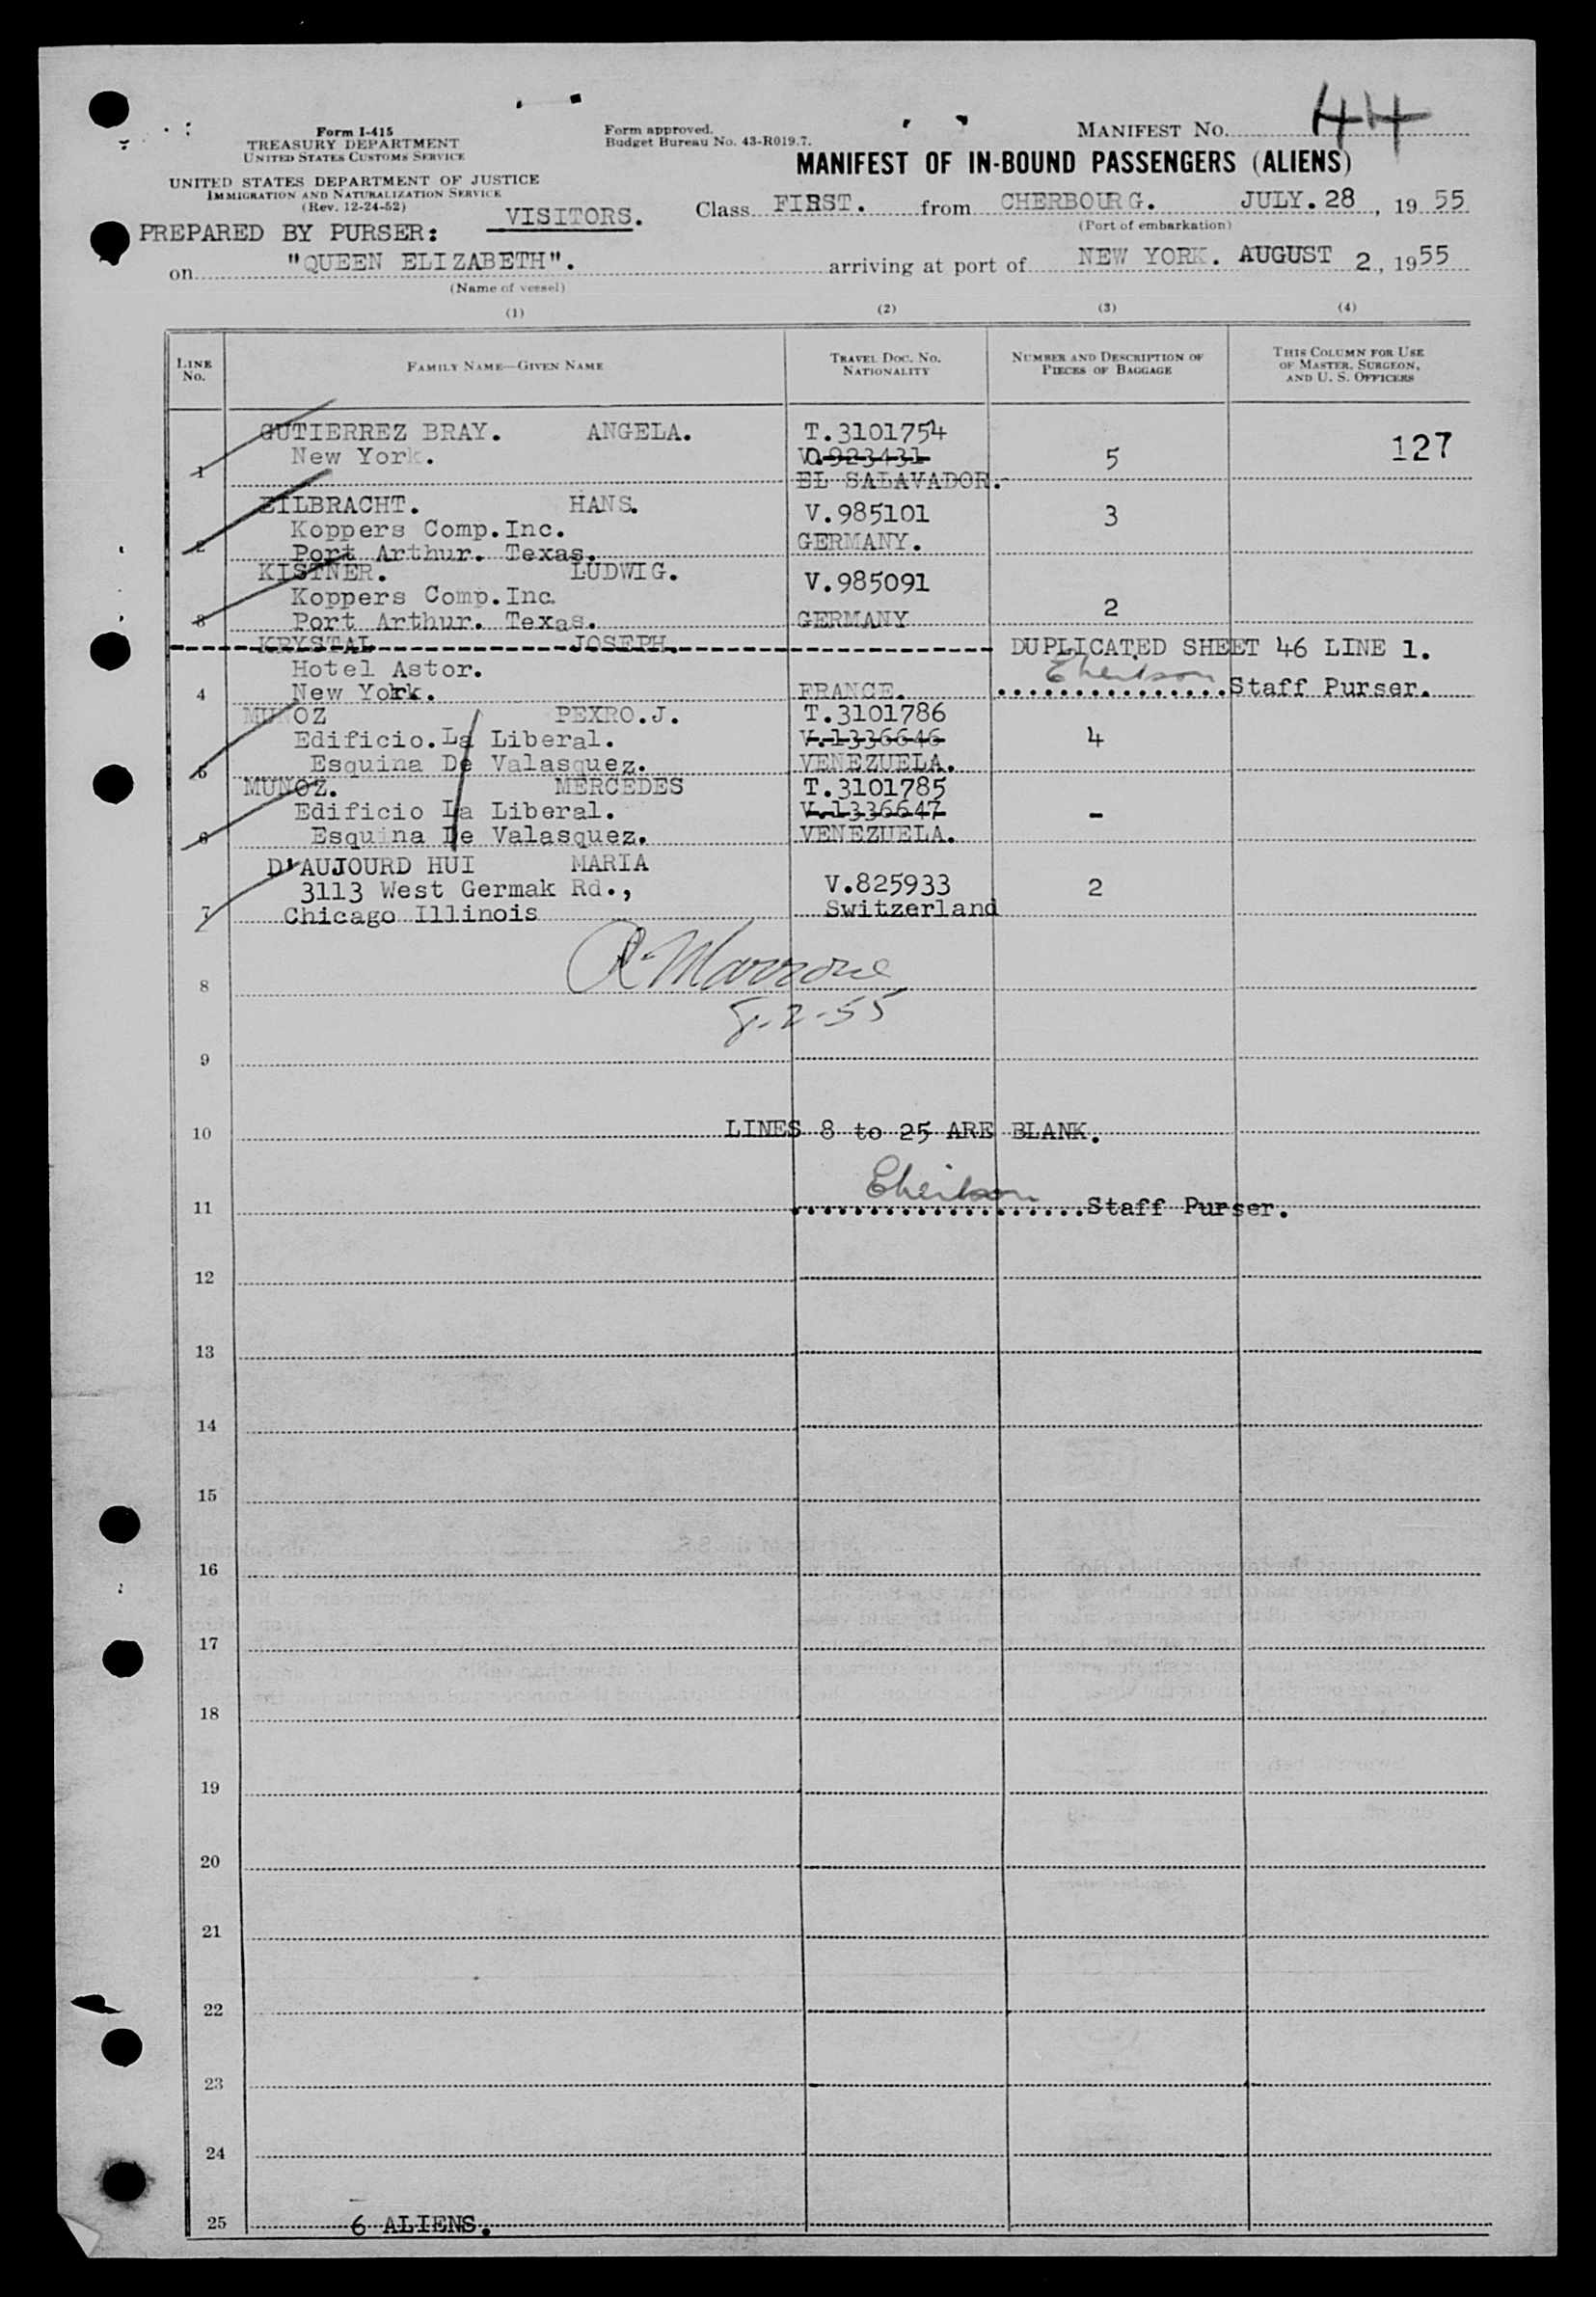 Form I-415
TREASURY DEPARTMENT
UNITED STATES CUSTOMS SERVICE
UNITED STATES DEPARTMENT OF JUSTICE
IMMIGRATION AND NATURALIZATION SERVICE
(Rev. 12-24-52)
Form approved.
Budget Bureau No. 43-R019.7.
MANIFEST NO. 44
MANIFEST OF IN-BOUND PASSENGERS (ALIENS)
VISITORS.
Class FIRST. from CHERBOURG. JULY. 28, 1955
(Port of embarkation)
PREPARED BY PURSER:
on "QUEEN ELIZABETH". arriving at port of NEW YORK. AUGUST 2, 1955
(Name of vessel)
(1) (2) (3) (4)
LINE NO.
FAMILY NAME—GIVEN NAME
TRAVEL DOC. NO. NATIONALITY
NUMBER AND DESCRIPTION OF PIECES OF BAGGAGE
THIS COLUMN FOR USE OF MASTER, SURGEON, AND U. S. OFFICERS
GUTIERREZ BRAY. ANGELA. T.3101754
1 New York. V0.923431 5 127
EL SALAVADOR.
EILBRACHT. HANS. V.985101 3
Koppers Comp.Inc.
2 Port Arthur. Texas. GERMANY.
KISTNER. LUDWIG. V.985091
Koppers Comp.Inc.
3 Port Arthur. Texas. GERMANY 2
KRYSTAL JOSEPH. DUPLICATED SHEET 46 LINE 1.
Hotel Astor.
4 New York. FRANCE. Staff Purser.
MUNOZ PEXRO.J. T.3101786
Edificio.La Liberal. V.1336646 4
5 Esquina De Valasquez. VENEZUELA.
MUNOZ. MERCEDES T.3101785
Edificio La Liberal. V.1336647 -
6 Esquina De Valasquez. VENEZUELA.
D'AUJOURD HUI MARIA
3113 West Germak Rd., V.825933 2
7 Chicago Illinois Switzerland
R. Marrone
8
8-2-55
9
10 LINES 8 to 25 ARE BLANK.
11 Staff Purser.
12
13
14
15
16
17
18
19
20
21
22
23
24
25 6 ALIENS.